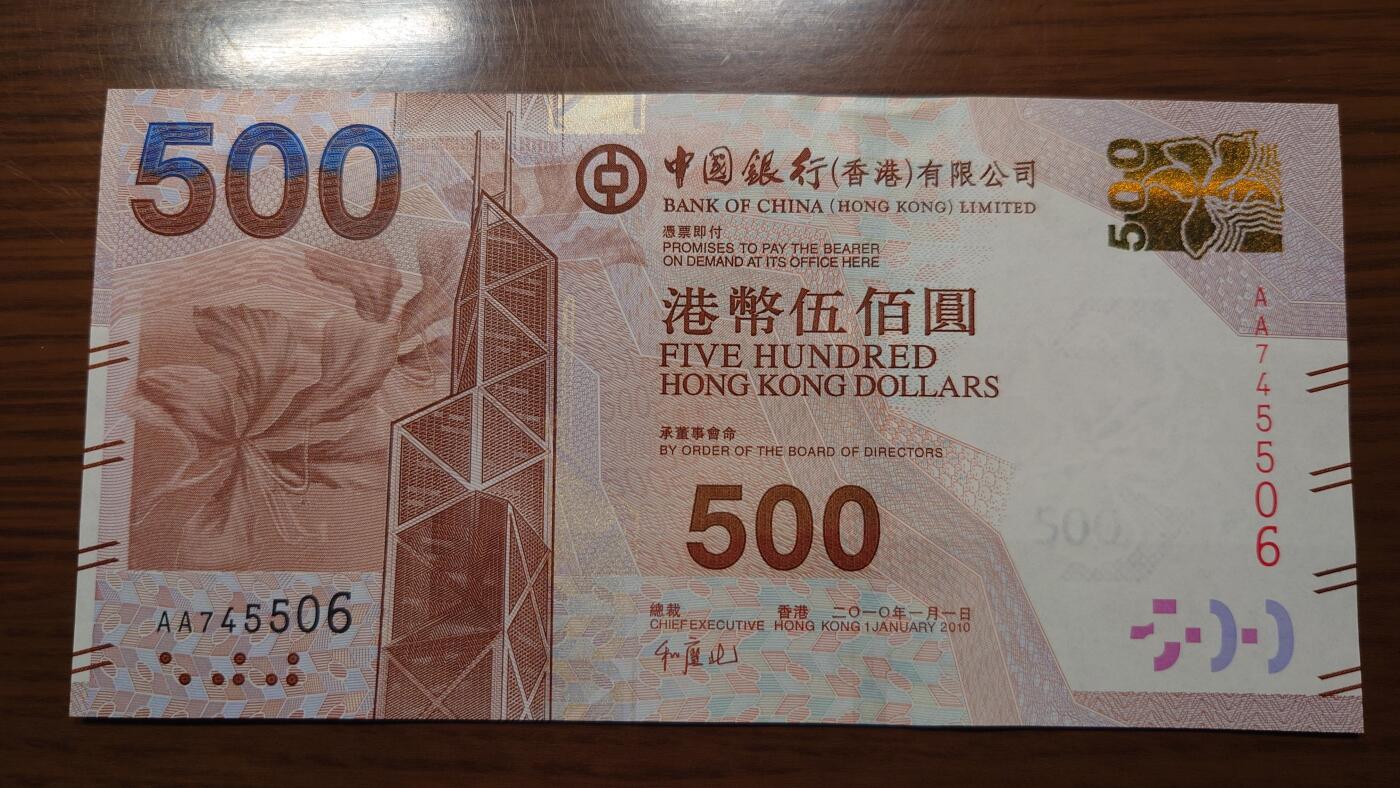 500
中國銀行(香港)有限公司
BANK OF CHINA (HONG KONG) LIMITED
憑票即付
PROMISES TO PAY THE BEARER
ON DEMAND AT ITS OFFICE HERE
港幣伍佰圓
FIVE HUNDRED
HONG KONG DOLLARS
承董事會命
BY ORDER OF THE BOARD OF DIRECTORS
500
總裁 香港 二〇一〇年一月一日
CHIEF EXECUTIVE HONG KONG 1 JANUARY 2010
AA745506
500
AA745506
500
500